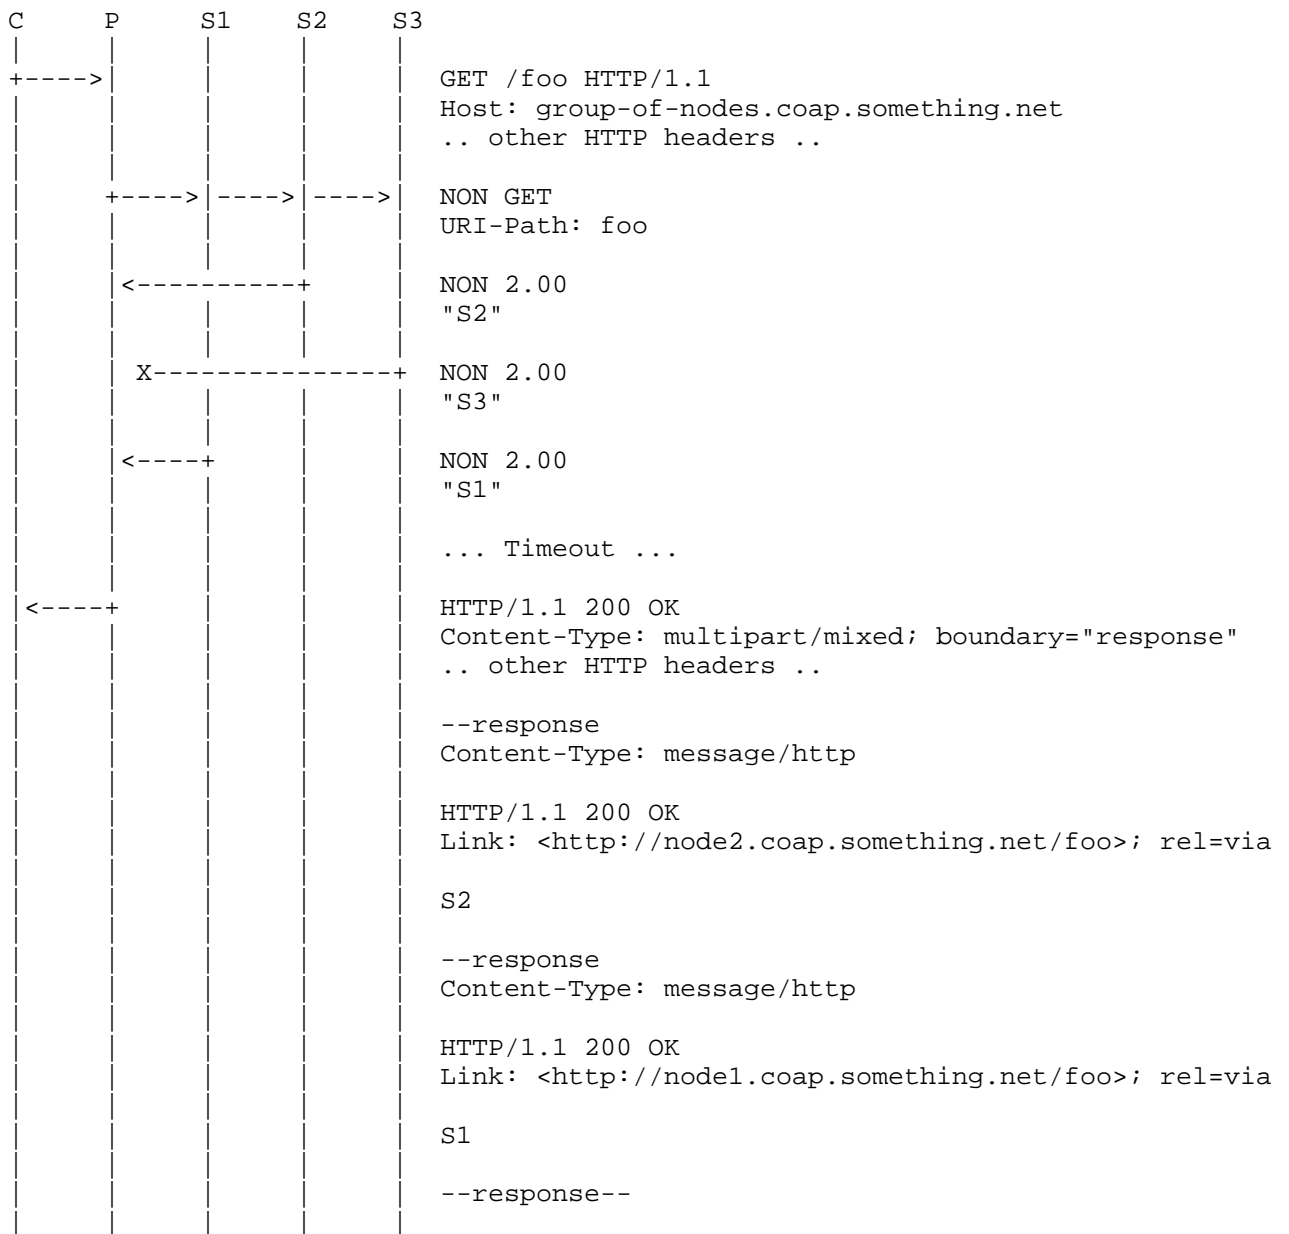 C P S1 S2 S3
GET /foo HTTP/1.1
Host: group-of-nodes.coap.something.net
.. other HTTP headers ..
NON GET
URI-Path: foo
NON 2.00
"S2"
X
NON 2.00
"S3"
NON 2.00
"S1"
... Timeout ...
HTTP/1.1 200 OK
Content-Type: multipart/mixed; boundary="response"
.. other HTTP headers ..
--response
Content-Type: message/http
HTTP/1.1 200 OK
Link: <http://node2.coap.something.net/foo>; rel=via
S2
--response
Content-Type: message/http
HTTP/1.1 200 OK
Link: <http://node1.coap.something.net/foo>; rel=via
S1
--response--